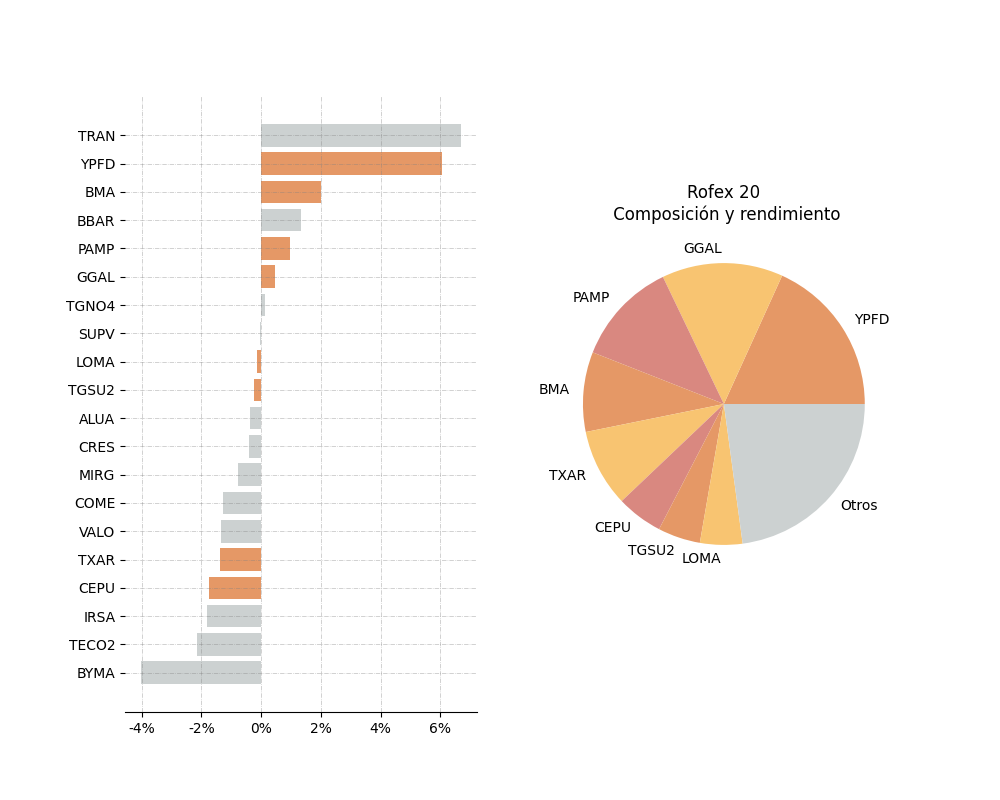 TRAN
YPFD
BMA
BBAR
PAMP
GGAL
TGNO4
SUPV
LOMA
TGSU2
ALUA
CRES
MIRG
COME
VALO
TXAR
CEPU
IRSA
TECO2
BYMA
-4% -2% 0% 2% 4% 6%
Rofex 20
Composición y rendimiento
GGAL
YPFD
PAMP
BMA
TXAR
CEPU
TGSU2
LOMA
Otros